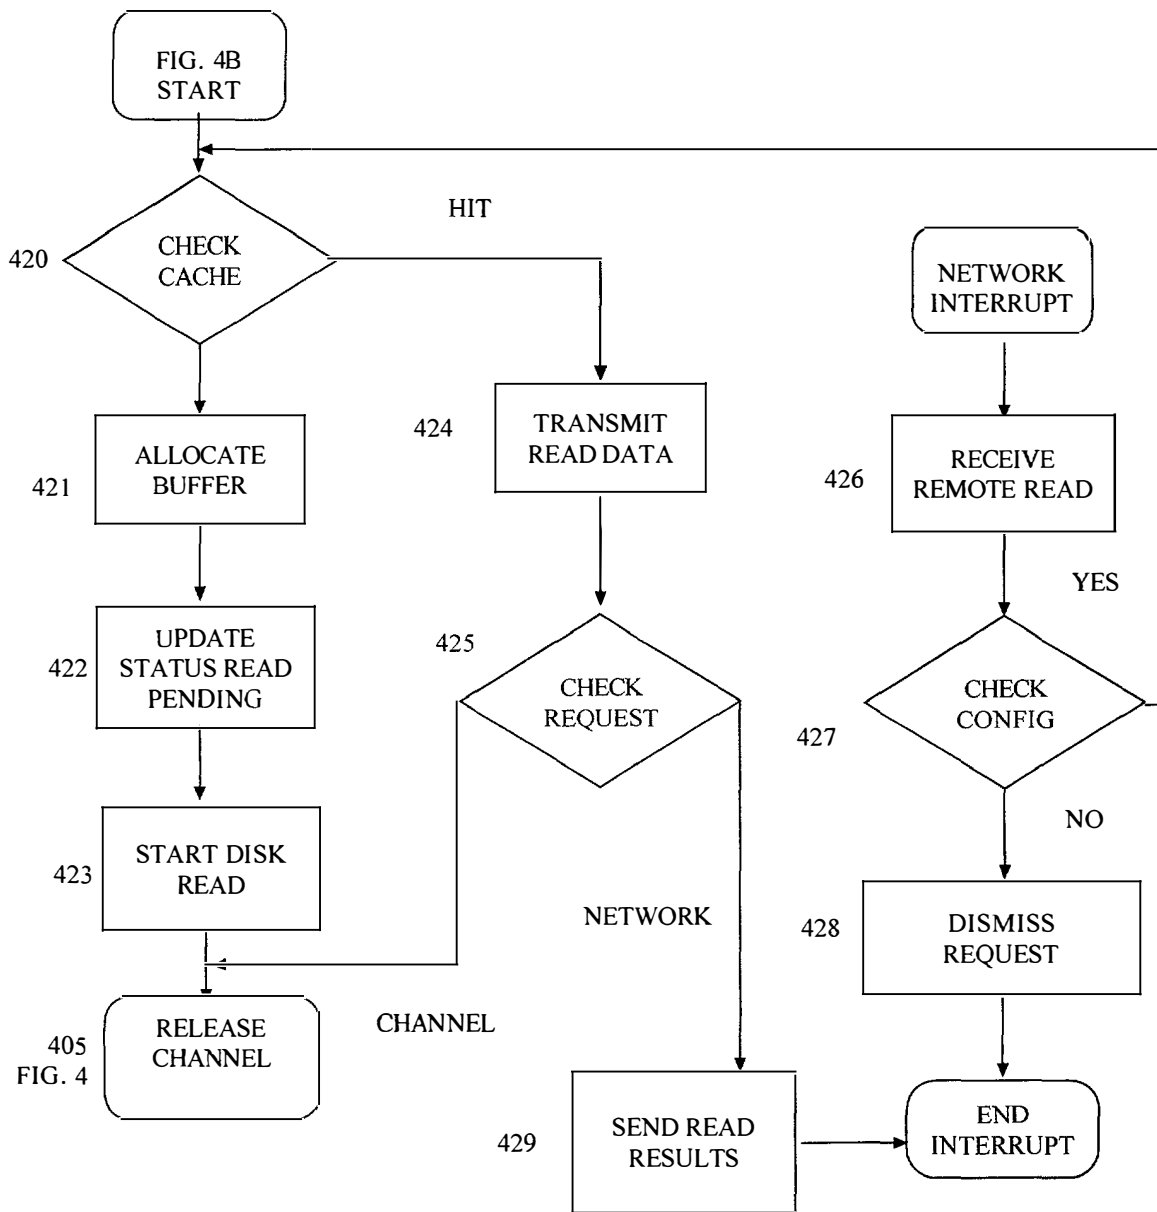 FIG. 4B
START
HIT
420
CHECK
CACHE
NETWORK
INTERRUPT
421
ALLOCATE
BUFFER
424
TRANSMIT
READ DATA
426
RECEIVE
REMOTE READ
YES
422
UPDATE
STATUS READ
PENDING
425
CHECK
REQUEST
427
CHECK
CONFIG
NO
423
START DISK
READ
NETWORK
428
DISMISS
REQUEST
405
FIG. 4
RELEASE
CHANNEL
CHANNEL
429
SEND READ
RESULTS
END
INTERRUPT